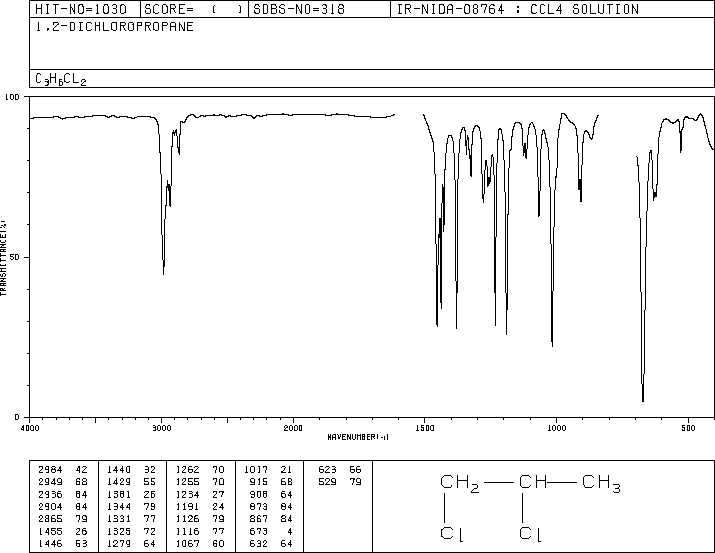 HIT-NO=1030 SCORE= ( ) SDBS-NO=318 IR-NIDA-08764 : CCL4 SOLUTION
1,2-DICHLOROPROPANE
C3H6CL2
100
TRANSMITTANCE(%)
50
0
4000 3000 2000 1500 1000 500
WAVENUMBER(-1)
2984 42 1440 32 1262 70 1017 21 623 66
2949 68 1429 55 1255 70 915 68 529 79
2936 64 1381 26 1234 27 908 64
2904 84 1344 79 1191 24 873 84
2865 79 1331 77 1126 79 867 84
1455 26 1325 72 1116 77 673 4
1446 63 1279 64 1067 60 632 64
CH2 CH CH3
Cl Cl